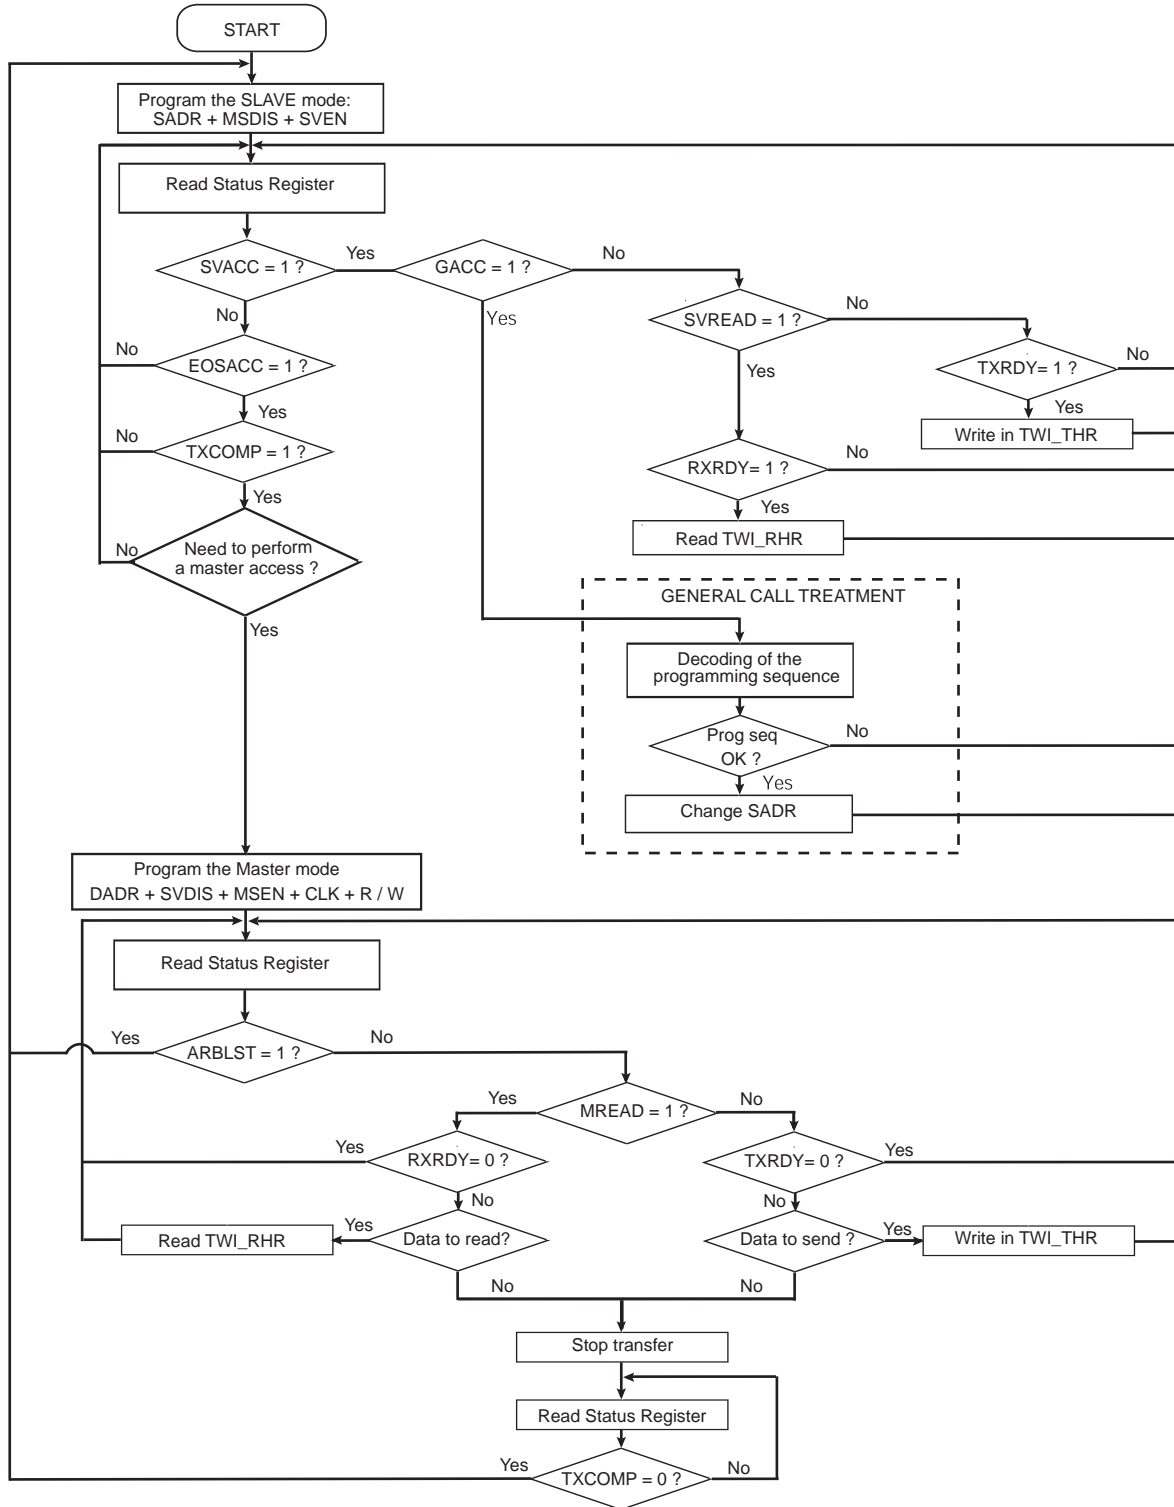 START
Program the SLAVE mode:
SADR + MSDIS + SVEN
Read Status Register
SVACC = 1 ?
Yes
GACC = 1 ?
No
No
Yes
SVREAD = 1 ?
No
No
EOSACC = 1 ?
Yes
Yes
TXRDY= 1 ?
No
Yes
Write in TWI_THR
No
TXCOMP = 1 ?
Yes
RXRDY= 1 ?
No
Yes
Read TWI_RHR
No
Need to perform
a master access ?
Yes
GENERAL CALL TREATMENT
Decoding of the
programming sequence
Prog seq
OK ?
No
Yes
Change SADR
Program the Master mode
DADR + SVDIS + MSEN + CLK + R / W
Read Status Register
Yes
ARBLST = 1 ?
No
Yes
MREAD = 1 ?
No
Yes
RXRDY= 0 ?
TXRDY= 0 ?
Yes
No
No
Read TWI_RHR
Yes
Data to read?
Data to send ?
Yes
Write in TWI_THR
No
No
Stop transfer
Read Status Register
Yes
TXCOMP = 0 ?
No